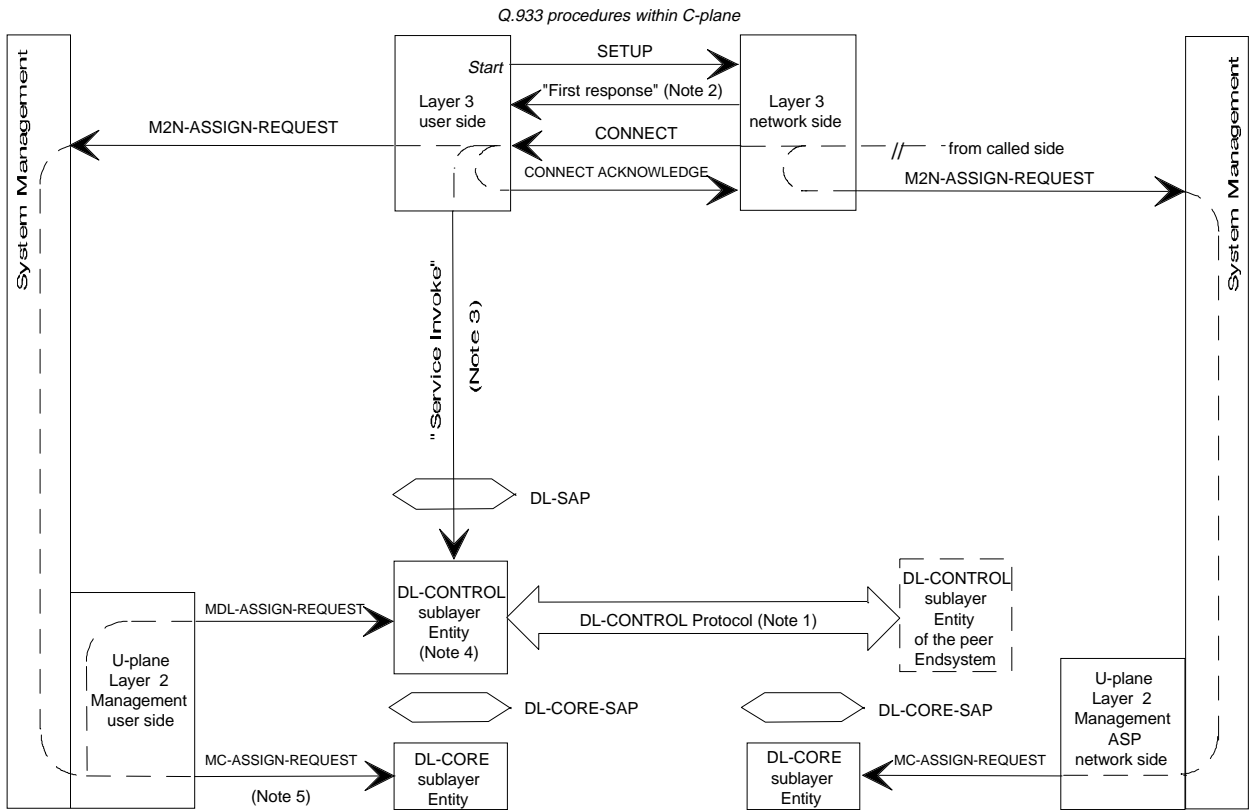 Q.933 procedures within C-plane
System Management
Start
SETUP
"First response" (Note 2)
Layer 3
user side
Layer 3
network side
M2N-ASSIGN-REQUEST
CONNECT
from called side
CONNECT ACKNOWLEDGE
M2N-ASSIGN-REQUEST
System Management
"Service Invoke"
(Note 3)
DL-SAP
MDL-ASSIGN-REQUEST
DL-CONTROL
sublayer
Entity
(Note 4)
DL-CONTROL Protocol (Note 1)
DL-CONTROL
sublayer
Entity
of the peer
Endsystem
U-plane
Layer 2
Management
user side
DL-CORE-SAP
DL-CORE-SAP
U-plane
Layer 2
Management
ASP
network side
MC-ASSIGN-REQUEST
(Note 5)
DL-CORE
sublayer
Entity
DL-CORE
sublayer
Entity
MC-ASSIGN-REQUEST